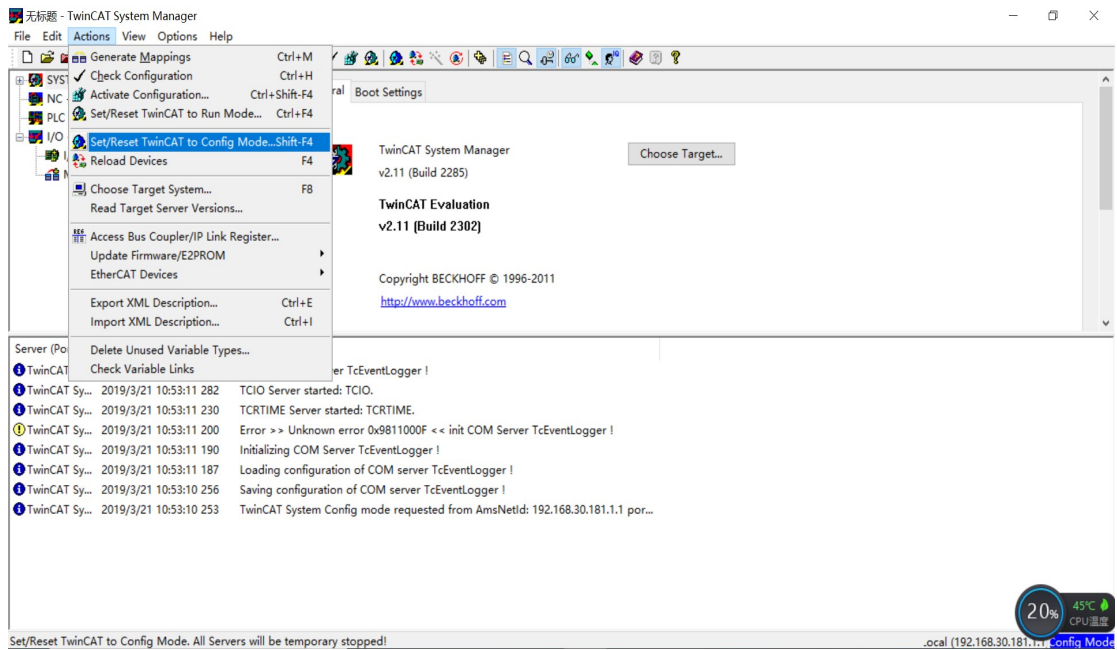 无标题 - TwinCAT System Manager
File Edit Actions View Options Help
Generate Mappings Ctrl+M
Check Configuration Ctrl+H
Activate Configuration... Ctrl+Shift-F4
Set/Reset TwinCAT to Run Mode... Ctrl+F4
Set/Reset TwinCAT to Config Mode...Shift-F4
Reload Devices F4
Choose Target System... F8
Read Target Server Versions...
Access Bus Coupler/IP Link Register...
Update Firmware/E2PROM
EtherCAT Devices
Export XML Description... Ctrl+E
Import XML Description... Ctrl+I
Delete Unused Variable Types...
Check Variable Links
SYST
NC -
PLC
I/O
Boot Settings
TwinCAT System Manager
v2.11 (Build 2285)
Choose Target...
TwinCAT Evaluation
v2.11 (Build 2302)
Copyright BECKHOFF © 1996-2011
http://www.beckhoff.com
Server (Po
TwinCAT er TcEventLogger !
TwinCAT Sy... 2019/3/21 10:53:11 282 TCIO Server started: TCIO.
TwinCAT Sy... 2019/3/21 10:53:11 230 TCRTIME Server started: TCRTIME.
TwinCAT Sy... 2019/3/21 10:53:11 200 Error >> Unknown error 0x9811000F << init COM Server TcEventLogger !
TwinCAT Sy... 2019/3/21 10:53:11 190 Initializing COM Server TcEventLogger !
TwinCAT Sy... 2019/3/21 10:53:11 187 Loading configuration of COM server TcEventLogger !
TwinCAT Sy... 2019/3/21 10:53:10 256 Saving configuration of COM server TcEventLogger !
TwinCAT Sy... 2019/3/21 10:53:10 253 TwinCAT System Config mode requested from AmsNetId: 192.168.30.181.1.1 por...
20% 45℃
CPU温度
Set/Reset TwinCAT to Config Mode. All Servers will be temporary stopped! .ocal (192.168.30.181.1.1 Config Mode